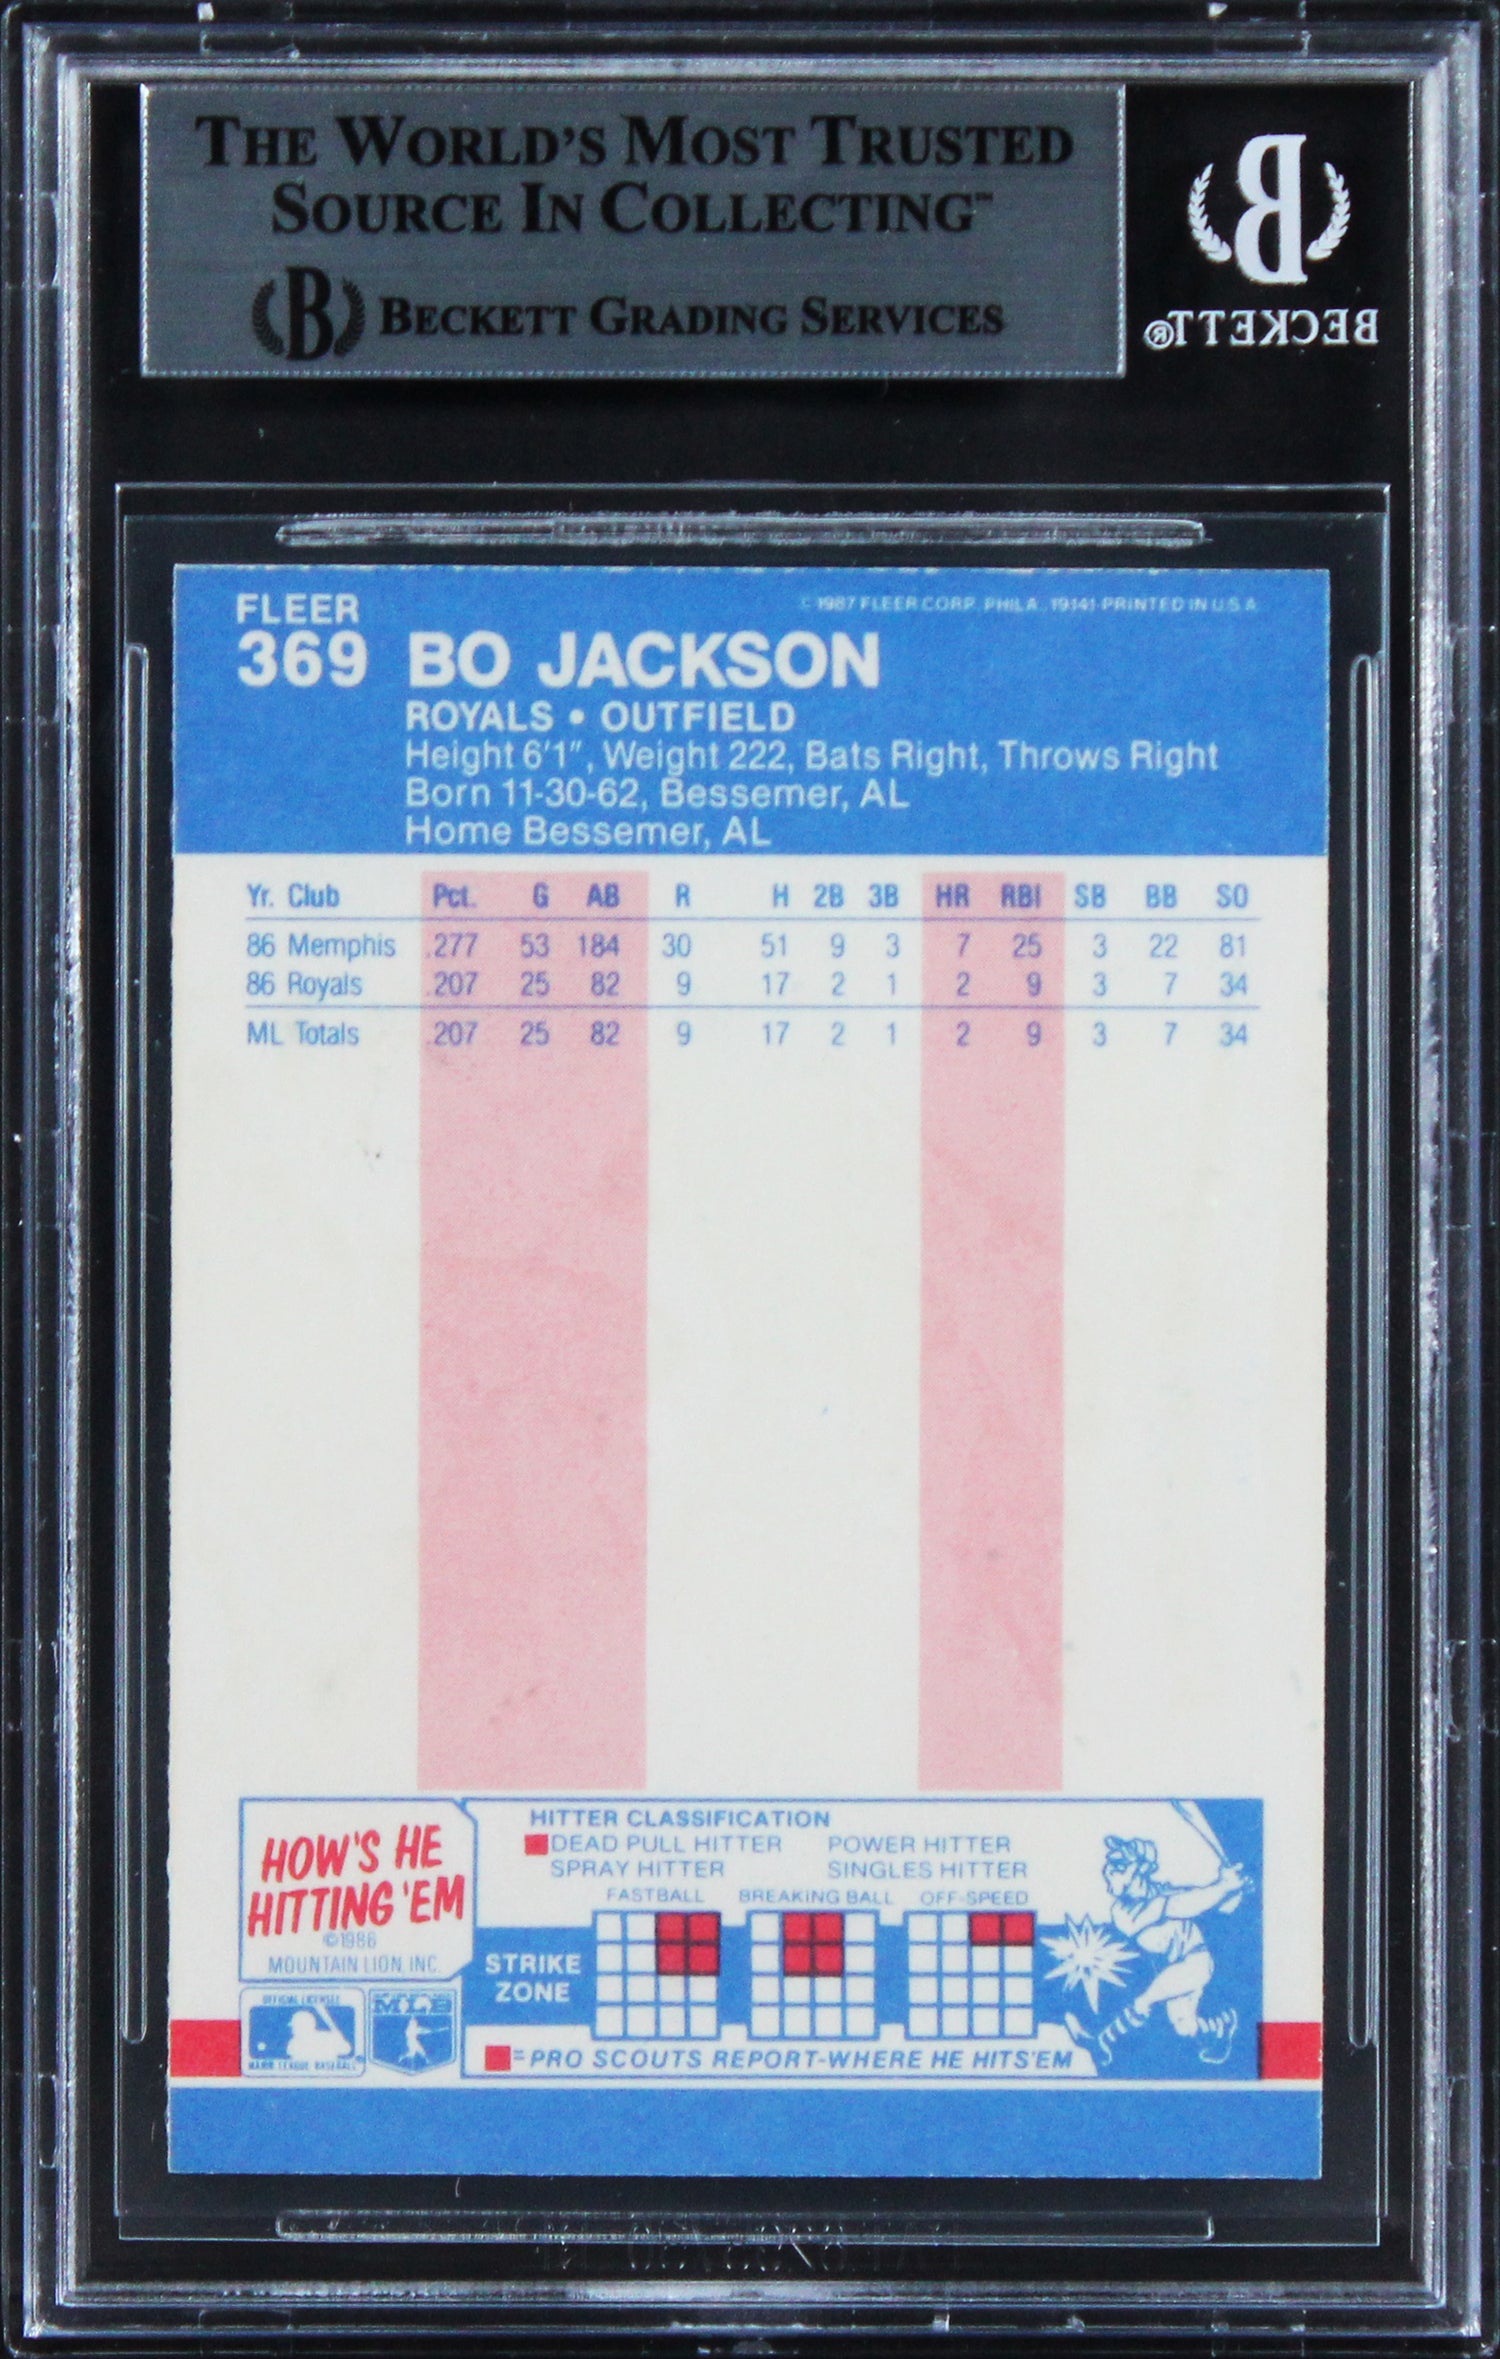 THE WORLD'S MOST TRUSTED
SOURCE IN COLLECTING™
B BECKETT GRADING SERVICES
B
BECKETT®
FLEER
© 1987 FLEER CORP. PHILA., 19141-PRINTED IN U.S.A.
369 BO JACKSON
ROYALS • OUTFIELD
Height 6'1", Weight 222, Bats Right, Throws Right
Born 11-30-62, Bessemer, AL
Home Bessemer, AL
Yr. Club Pct. G AB R H 2B 3B HR RBI SB BB SO
86 Memphis .277 53 184 30 51 9 3 7 25 3 22 81
86 Royals .207 25 82 9 17 2 1 2 9 3 7 34
ML Totals .207 25 82 9 17 2 1 2 9 3 7 34
HOW'S HE
HITTING 'EM
©1986
MOUNTAIN LION, INC.
HITTER CLASSIFICATION
DEAD PULL HITTER POWER HITTER
SPRAY HITTER SINGLES HITTER
FASTBALL BREAKING BALL OFF-SPEED
STRIKE
ZONE
OFFICIAL LICENSEE
MAJOR LEAGUE BASEBALL
=PRO SCOUTS REPORT-WHERE HE HITS'EM